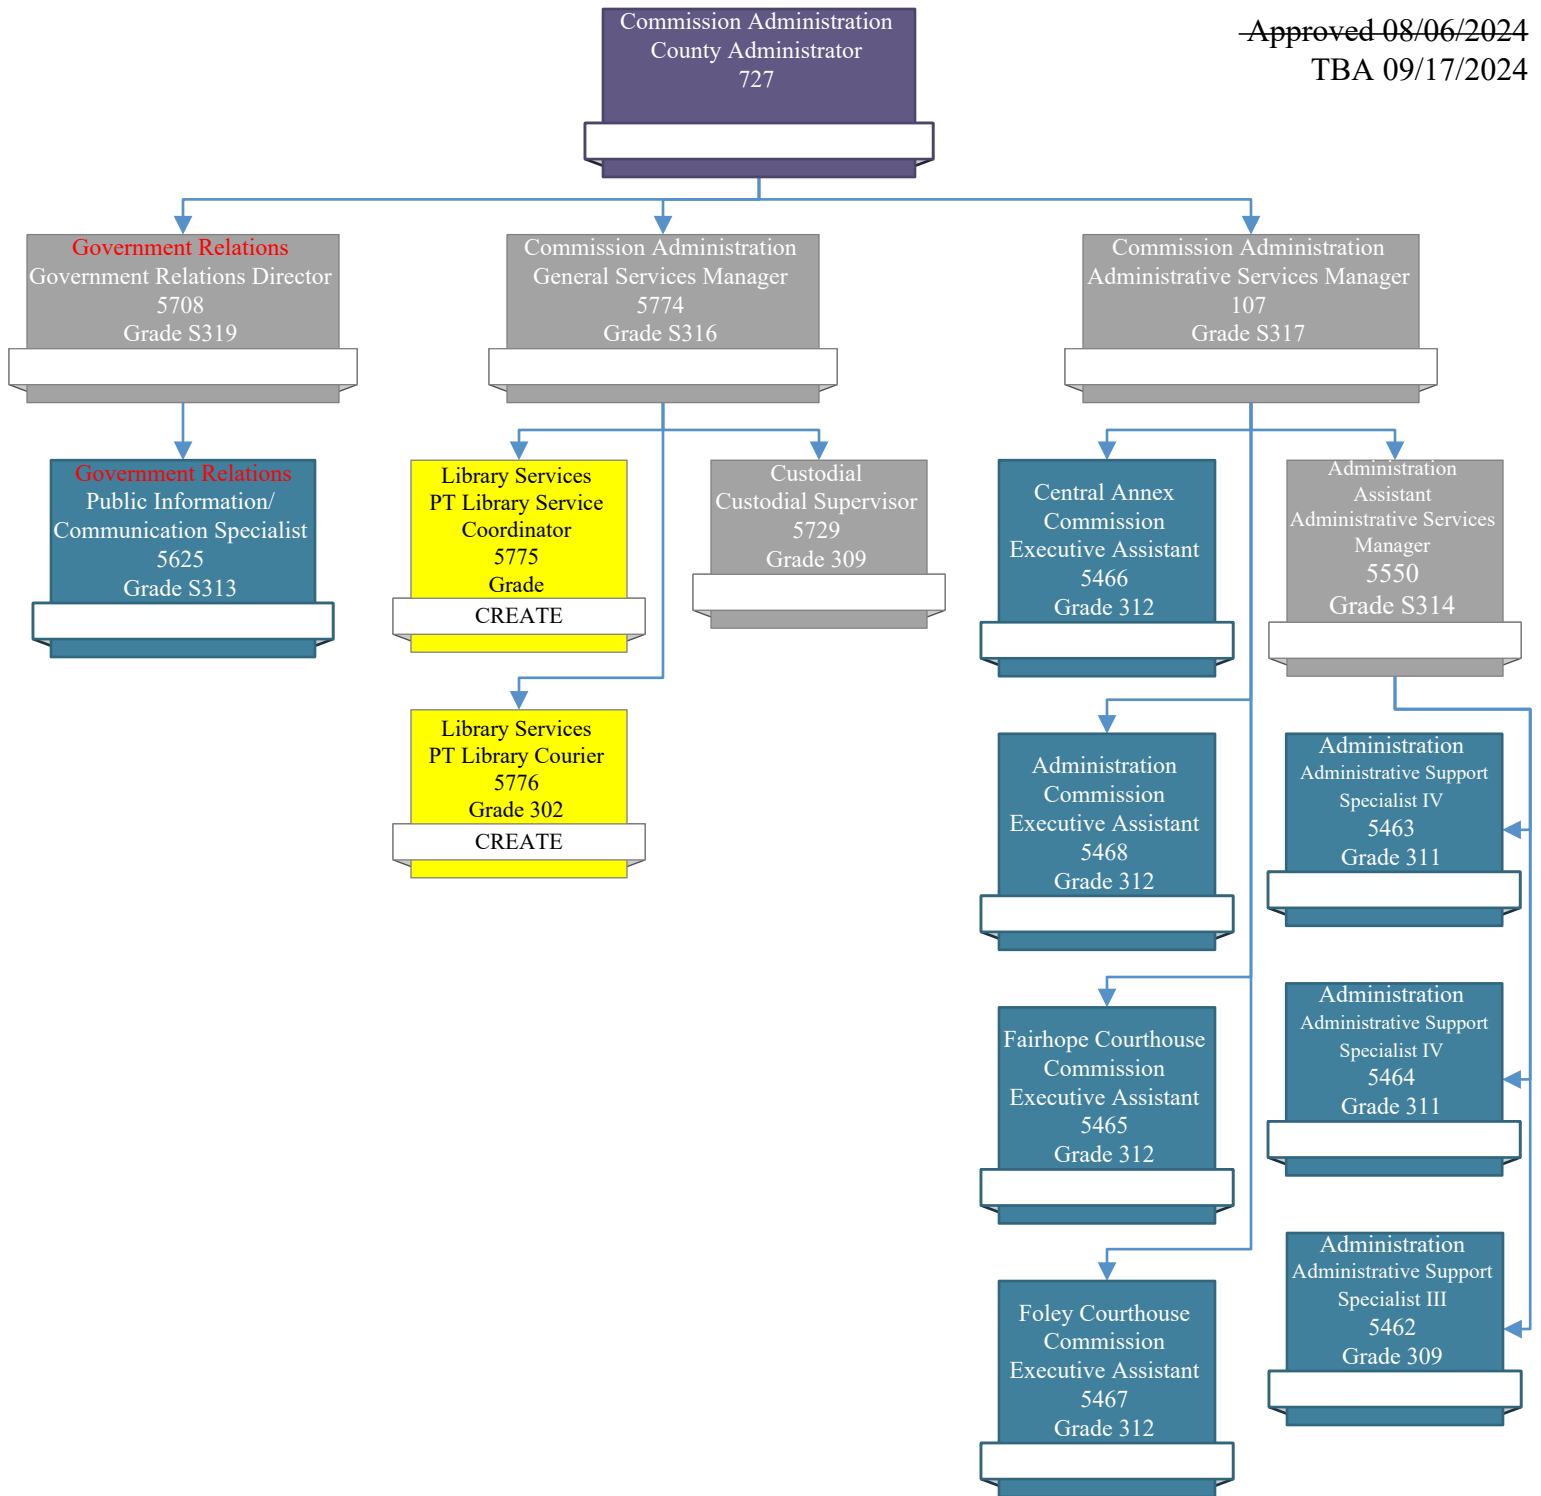 Commission Administration
County Administrator
727
Approved 08/06/2024
TBA 09/17/2024
Government Relations
Government Relations Director
5708
Grade S319
Commission Administration
General Services Manager
5774
Grade S316
Commission Administration
Administrative Services Manager
107
Grade S317
Government Relations
Public Information/
Communication Specialist
5625
Grade S313
Library Services
PT Library Service
Coordinator
5775
Grade
CREATE
Custodial
Custodial Supervisor
5729
Grade 309
Central Annex
Commission
Executive Assistant
5466
Grade 312
Administration
Assistant
Administrative Services
Manager
5550
Grade S314
Library Services
PT Library Courier
5776
Grade 302
CREATE
Administration
Commission
Executive Assistant
5468
Grade 312
Administration
Administrative Support
Specialist IV
5463
Grade 311
Fairhope Courthouse
Commission
Executive Assistant
5465
Grade 312
Administration
Administrative Support
Specialist IV
5464
Grade 311
Foley Courthouse
Commission
Executive Assistant
5467
Grade 312
Administration
Administrative Support
Specialist III
5462
Grade 309